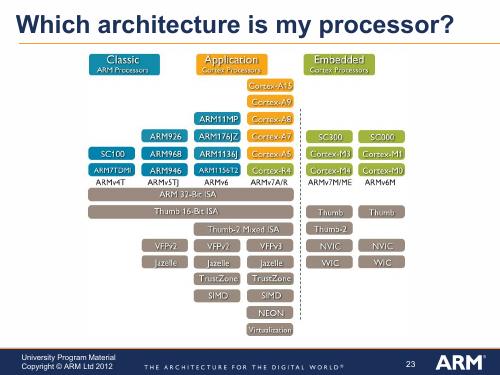 Which architecture is my processor?
Classic
ARM Processors
Application
Cortex Processors
Embedded
Cortex Processors
Cortex-A15
Cortex-A9
ARM11MP Cortex-A8
ARM926 ARM176JZ Cortex-A7 SC300 SC000
SC100 ARM968 ARM1136J Cortex-A5 Cortex-M3 Cortex-M1
ARM7TDMI ARM946 ARM1156T2 Cortex-R4 Cortex-M4 Cortex-M0
ARMv4T ARMv5TJ ARMv6 ARMv7A/R ARMv7M/ME ARMv6M
ARM 32-Bit ISA
Thumb 16-Bit ISA Thumb Thumb
Thumb-2 Mixed ISA Thumb-2
VFPv2 VFPv2 VFPv3 NVIC NVIC
Jazelle Jazelle Jazelle WIC WIC
TrustZone TrustZone
SIMD SIMD
NEON
Virtualization
University Program Material
Copyright © ARM Ltd 2012
THE ARCHITECTURE FOR THE DIGITAL WORLD®
23
ARM®